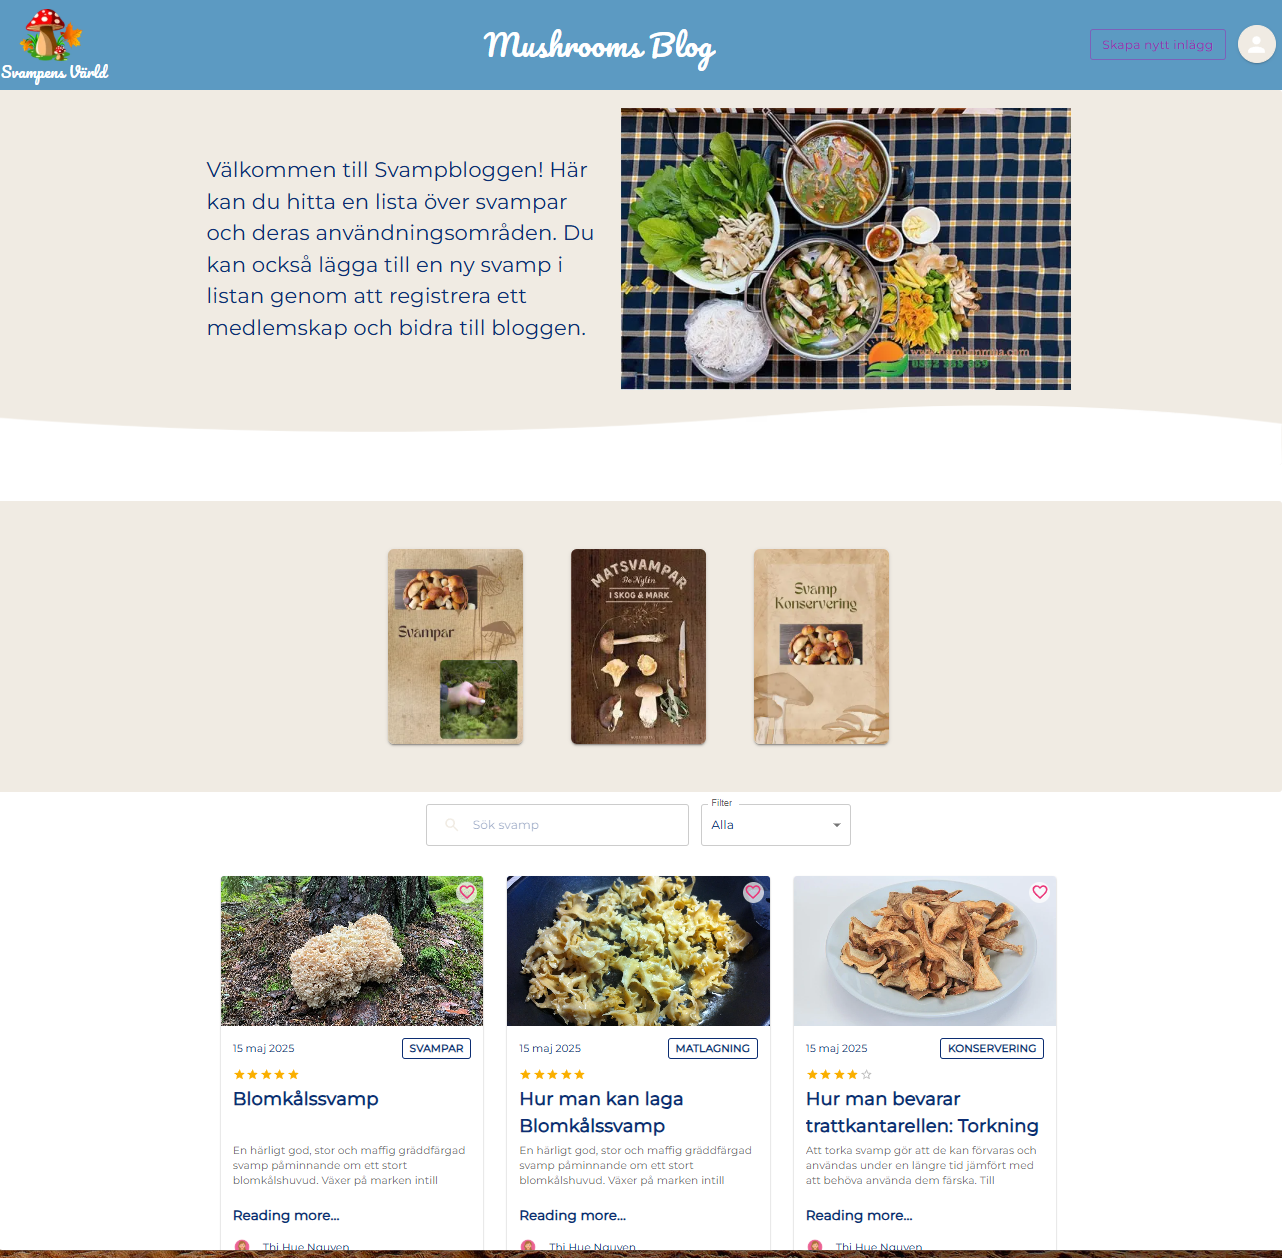 Svampens Värld
Mushrooms Blog
Skapa nytt inlägg
Välkommen till Svampbloggen! Här
kan du hitta en lista över svampar
och deras användningsområden. Du
kan också lägga till en ny svamp i
listan genom att registrera ett
medlemskap och bidra till bloggen.
Svampar
MATSVAMPAR
Bo Nylén
I SKOG & MARK
Svamp
Konservering
Sök svamp
Filter
Alla
15 maj 2025
SVAMPAR
Blomkålssvamp
En härligt god, stor och maffig gräddfärgad
svamp påminnande om ett stort
blomkålshuvud. Växer på marken intill
Reading more...
Thi Hue Nguyen
15 maj 2025
MATLAGNING
Hur man kan laga
Blomkålssvamp
En härligt god, stor och maffig gräddfärgad
svamp påminnande om ett stort
blomkålshuvud. Växer på marken intill
Reading more...
Thi Hue Nguyen
15 maj 2025
KONSERVERING
Hur man bevarar
trattkantarellen: Torkning
Att torka svamp gör att de kan förvaras och
användas under en längre tid jämfört med
att behöva använda dem färska. Till
Reading more...
Thi Hue Nguyen